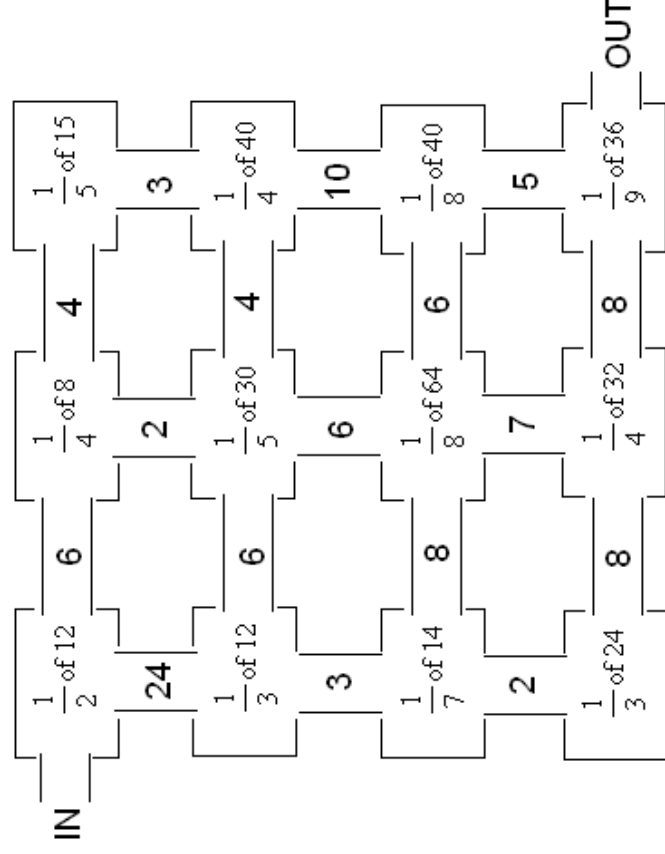 IN 1/2 of 12 6 1/4 of 8 4 1/5 of 15
24 2 3
1/3 of 12 6 1/5 of 30 4 1/4 of 40
3 6 10
1/7 of 14 8 1/8 of 64 6 1/8 of 40
2 7 5
1/3 of 24 8 1/4 of 32 8 1/9 of 36 OUT